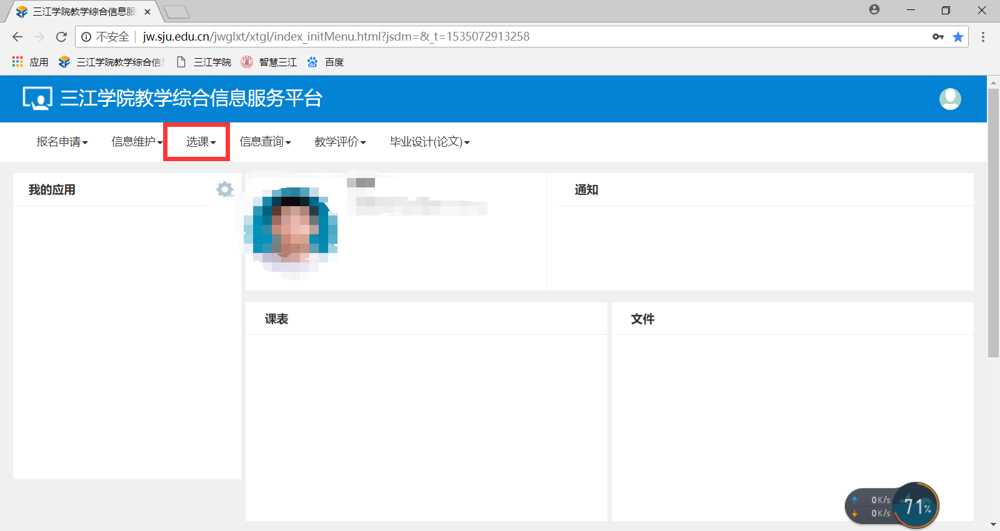 三江学院教学综合信息服
不安全 jw.sju.edu.cn/jwglxt/xtgl/index_initMenu.html?jsdm=&_t=1535072913258
应用 三江学院教学综合信息 三江学院 智慧三江 百度
三江学院教学综合信息服务平台
报名申请 信息维护 选课 信息查询 教学评价 毕业设计(论文)
我的应用
通知
课表
文件
0K/s
0K/s
71%